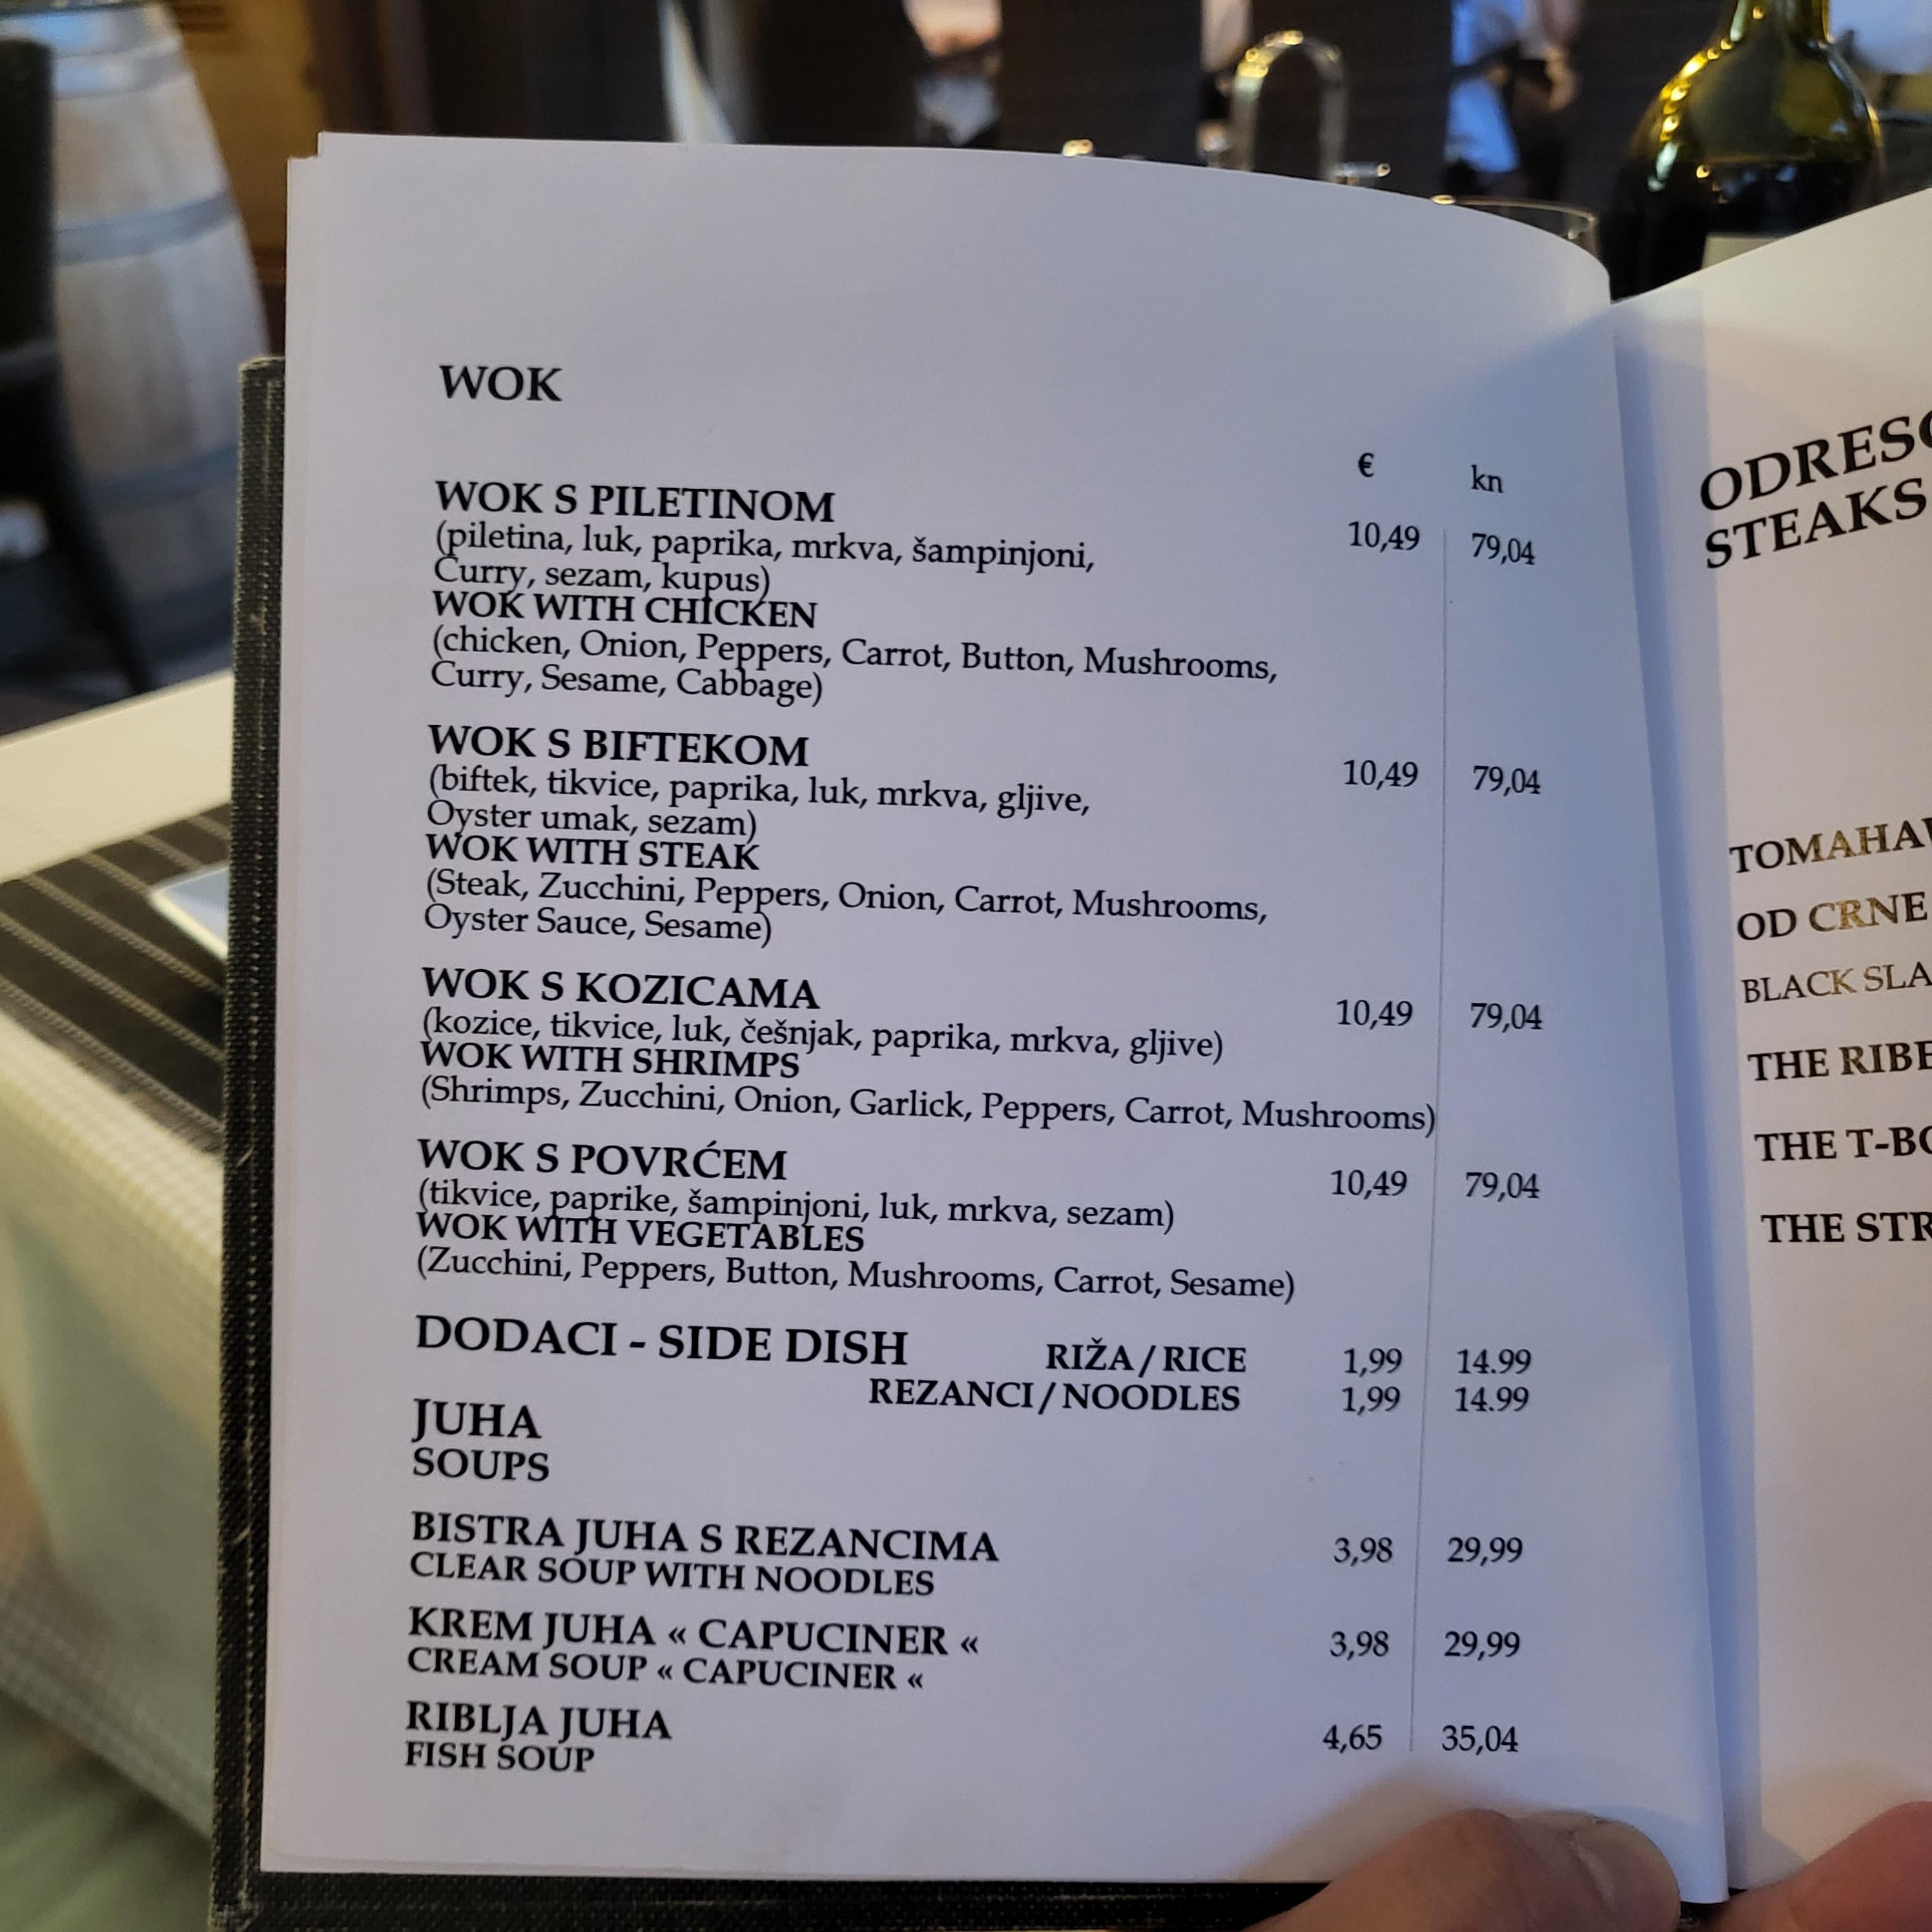 WOK
€ kn
WOK S PILETINOM
(piletina, luk, paprika, mrkva, šampinjoni, 10,49 79,04
Curry, sezam, kupus)
WOK WITH CHICKEN
(chicken, Onion, Peppers, Carrot, Button, Mushrooms,
Curry, Sesame, Cabbage)
WOK S BIFTEKOM
(biftek, tikvice, paprika, luk, mrkva, gljive, 10,49 79,04
Oyster umak, sezam)
WOK WITH STEAK
(Steak, Zucchini, Peppers, Onion, Carrot, Mushrooms,
Oyster Sauce, Sesame)
WOK S KOZICAMA 10,49 79,04
(kozice, tikvice, luk, češnjak, paprika, mrkva, gljive)
WOK WITH SHRIMPS
(Shrimps, Zucchini, Onion, Garlick, Peppers, Carrot, Mushrooms)
WOK S POVRĆEM 10,49 79,04
(tikvice, paprike, šampinjoni, luk, mrkva, sezam)
WOK WITH VEGETABLES
(Zucchini, Peppers, Button, Mushrooms, Carrot, Sesame)
DODACI - SIDE DISH RIŽA/RICE 1,99 14.99
REZANCI/NOODLES 1,99 14.99
JUHA
SOUPS
BISTRA JUHA S REZANCIMA 3,98 29,99
CLEAR SOUP WITH NOODLES
KREM JUHA « CAPUCINER « 3,98 29,99
CREAM SOUP « CAPUCINER «
RIBLJA JUHA 4,65 35,04
FISH SOUP
STEAKS
OD CRNE
BLACK
THE
THE
THE